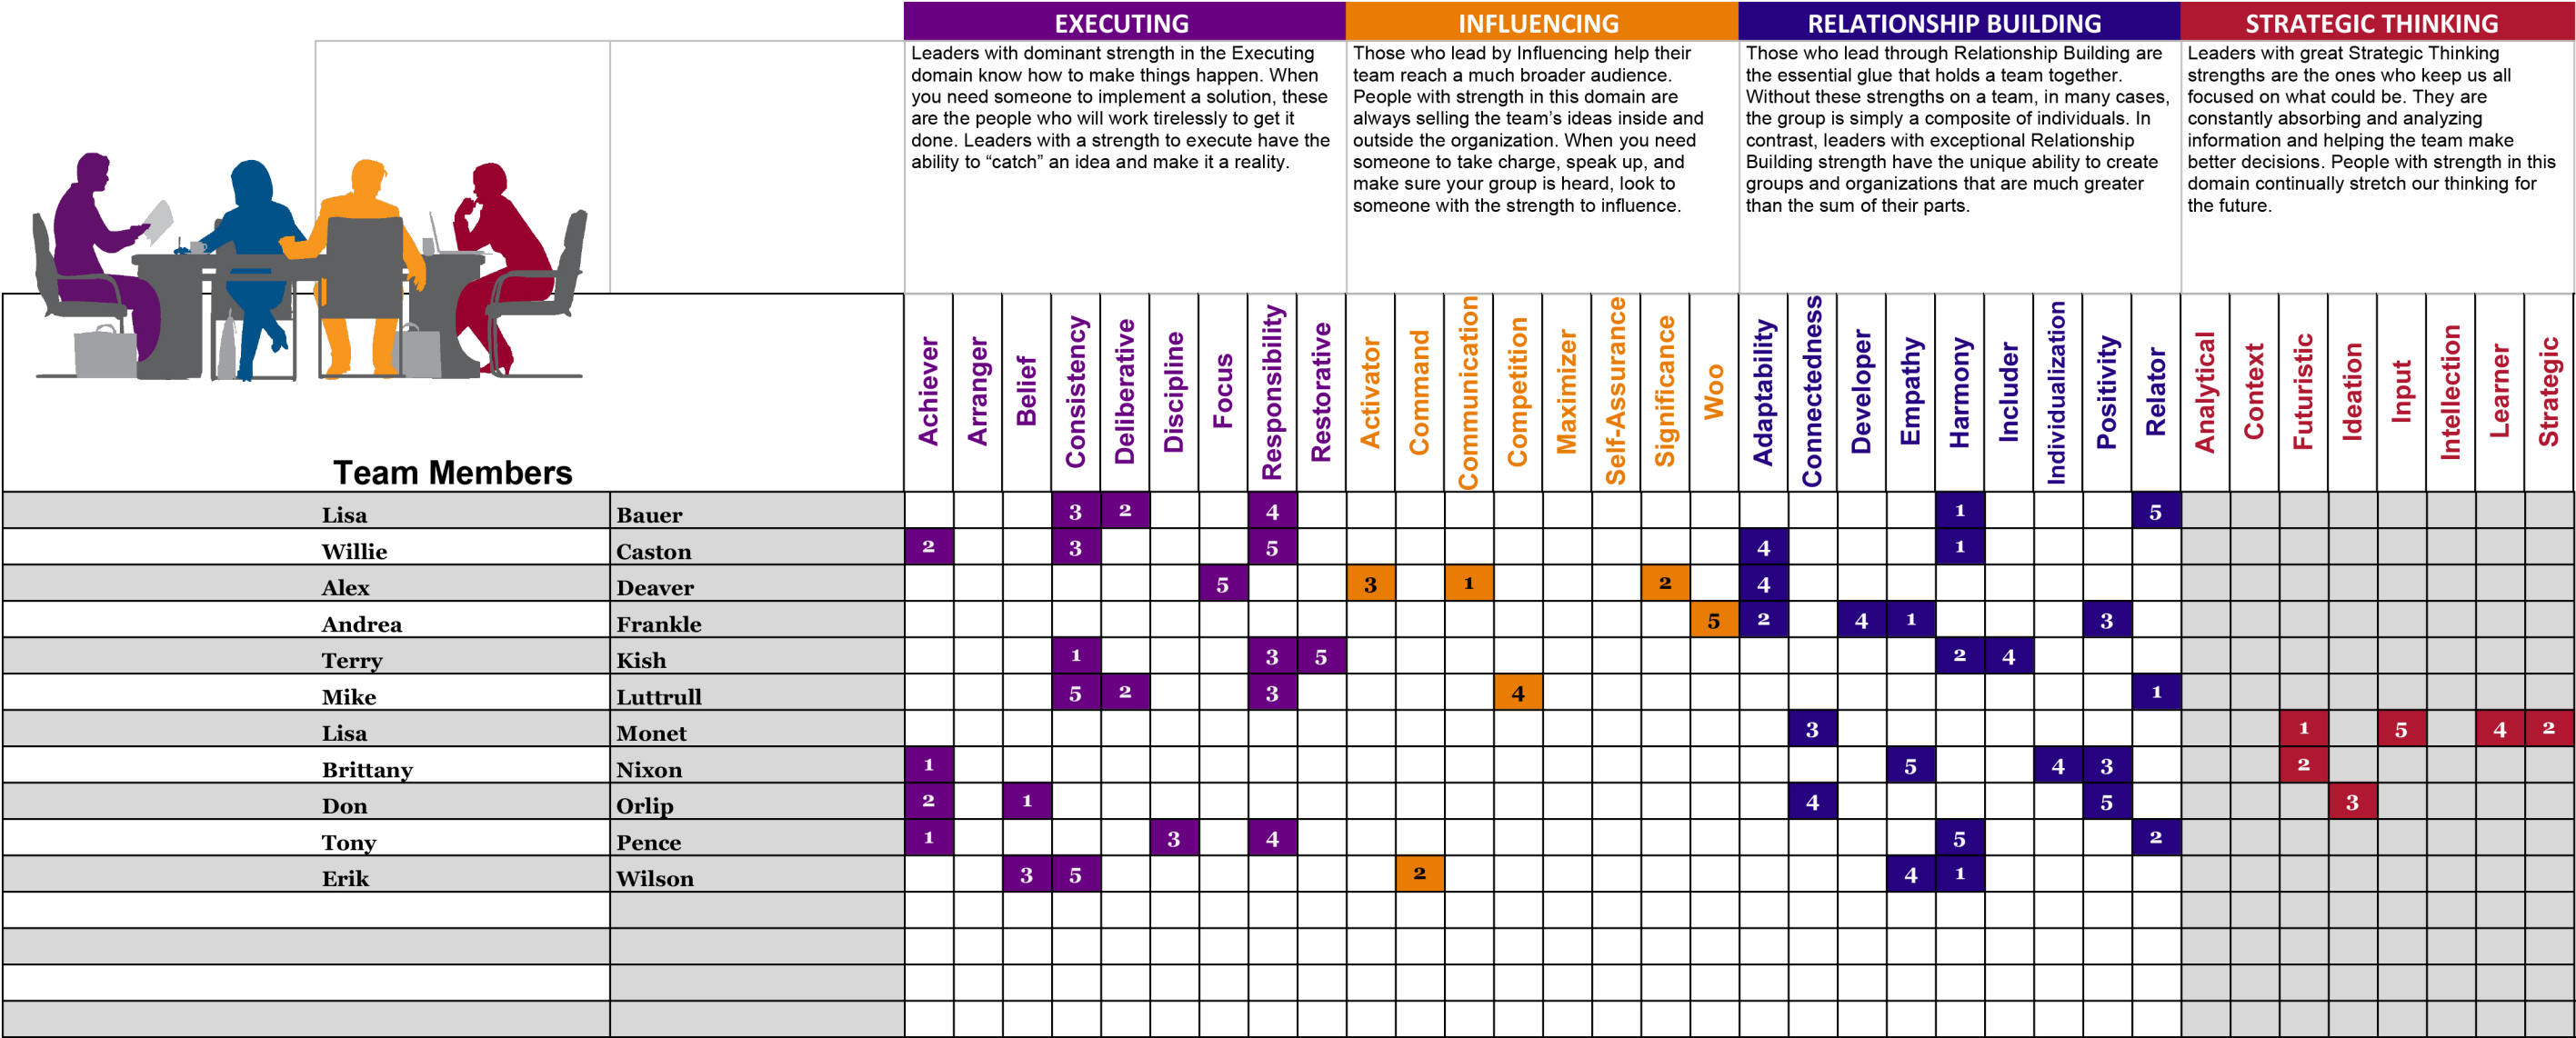 EXECUTING
INFLUENCING
RELATIONSHIP BUILDING
STRATEGIC THINKING
Leaders with dominant strength in the Executing
domain know how to make things happen. When
you need someone to implement a solution, these
are the people who will work tirelessly to get it
done. Leaders with a strength to execute have the
ability to “catch” an idea and make it a reality.
Those who lead by Influencing help their
team reach a much broader audience.
People with strength in this domain are
always selling the team’s ideas inside and
outside the organization. When you need
someone to take charge, speak up, and
make sure your group is heard, look to
someone with the strength to influence.
Those who lead through Relationship Building are
the essential glue that holds a team together.
Without these strengths on a team, in many cases,
the group is simply a composite of individuals. In
contrast, leaders with exceptional Relationship
Building strength have the unique ability to create
groups and organizations that are much greater
than the sum of their parts.
Leaders with great Strategic Thinking
strengths are the ones who keep us all
focused on what could be. They are
constantly absorbing and analyzing
information and helping the team make
better decisions. People with strength in this
domain continually stretch our thinking for
the future.
Team Members
Achiever
Arranger
Belief
Consistency
Deliberative
Discipline
Focus
Responsibility
Restorative
Activator
Command
Communication
Competition
Maximizer
Self-Assurance
Significance
Woo
Adaptability
Connectedness
Developer
Empathy
Harmony
Includer
Individualization
Positivity
Relator
Analytical
Context
Futuristic
Ideation
Input
Intellection
Learner
Strategic
Lisa Bauer 3 2 4 1 5
Willie Caston 2 3 5 4 1
Alex Deaver 5 3 1 2 4
Andrea Frankle 5 2 4 1 3
Terry Kish 1 3 5 2 4
Mike Luttrull 5 2 3 4 1
Lisa Monet 3 1 5 4 2
Brittany Nixon 1 5 4 3 2
Don Orlip 2 1 4 5 3
Tony Pence 1 3 4 5 2
Erik Wilson 3 5 2 4 1